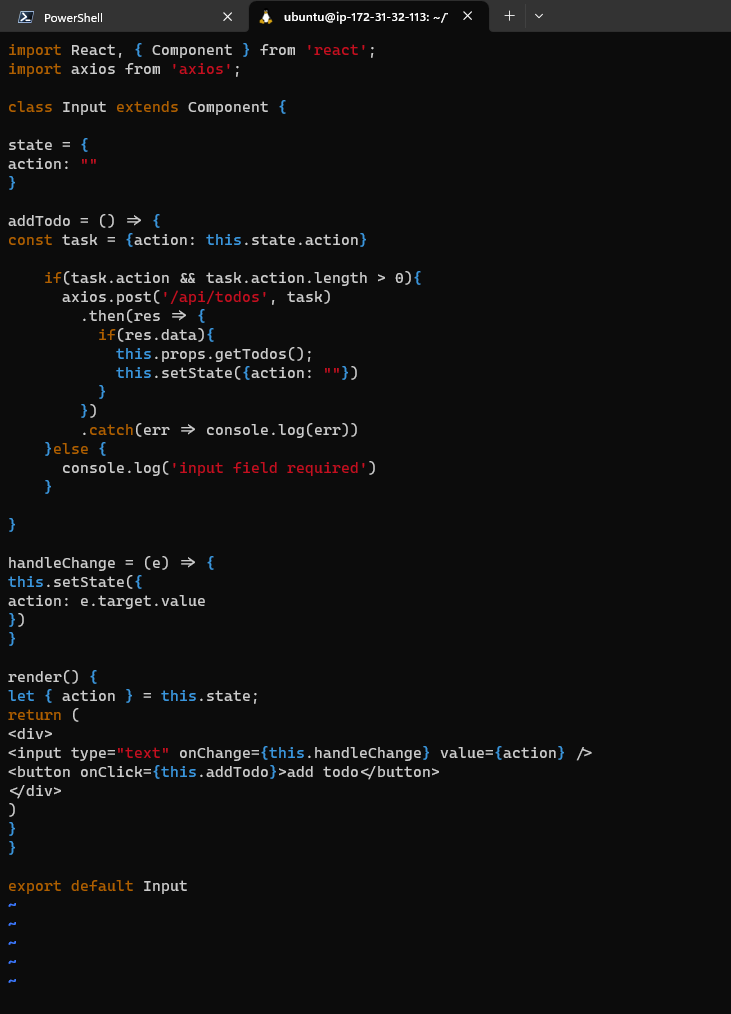 PowerShell
ubuntu@ip-172-31-32-113: ~/
import React, { Component } from 'react';
import axios from 'axios';
class Input extends Component {
state = {
action: ""
}
addTodo = () => {
const task = {action: this.state.action}
if(task.action && task.action.length > 0){
axios.post('/api/todos', task)
.then(res => {
if(res.data){
this.props.getTodos();
this.setState({action: ""})
}
})
.catch(err => console.log(err))
}else {
console.log('input field required')
}
}
handleChange = (e) => {
this.setState({
action: e.target.value
})
}
render() {
let { action } = this.state;
return (
<div>
<input type="text" onChange={this.handleChange} value={action} />
<button onClick={this.addTodo}>add todo</button>
</div>
)
}
}
export default Input
~
~
~
~
~